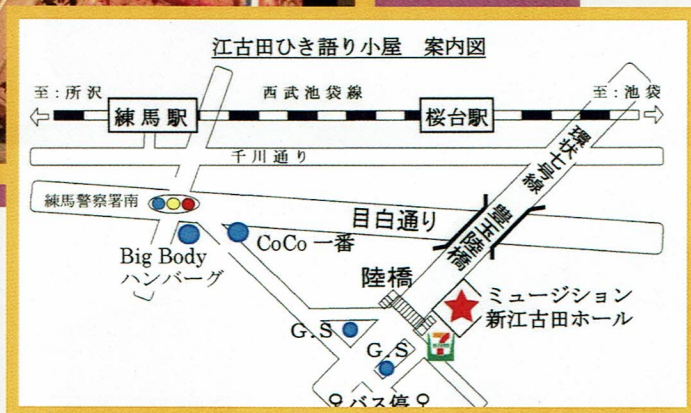 江古田ひき語り小屋　案内図
至：所沢
西武池袋線
至：池袋
練馬駅
桜台駅
千川通り
環状七号線
練馬警察署南
目白通り
豊玉陸橋
CoCo 一番
Big Body
ハンバーグ
陸橋
ミュージション
新江古田ホール
G.S
G.S
バス停